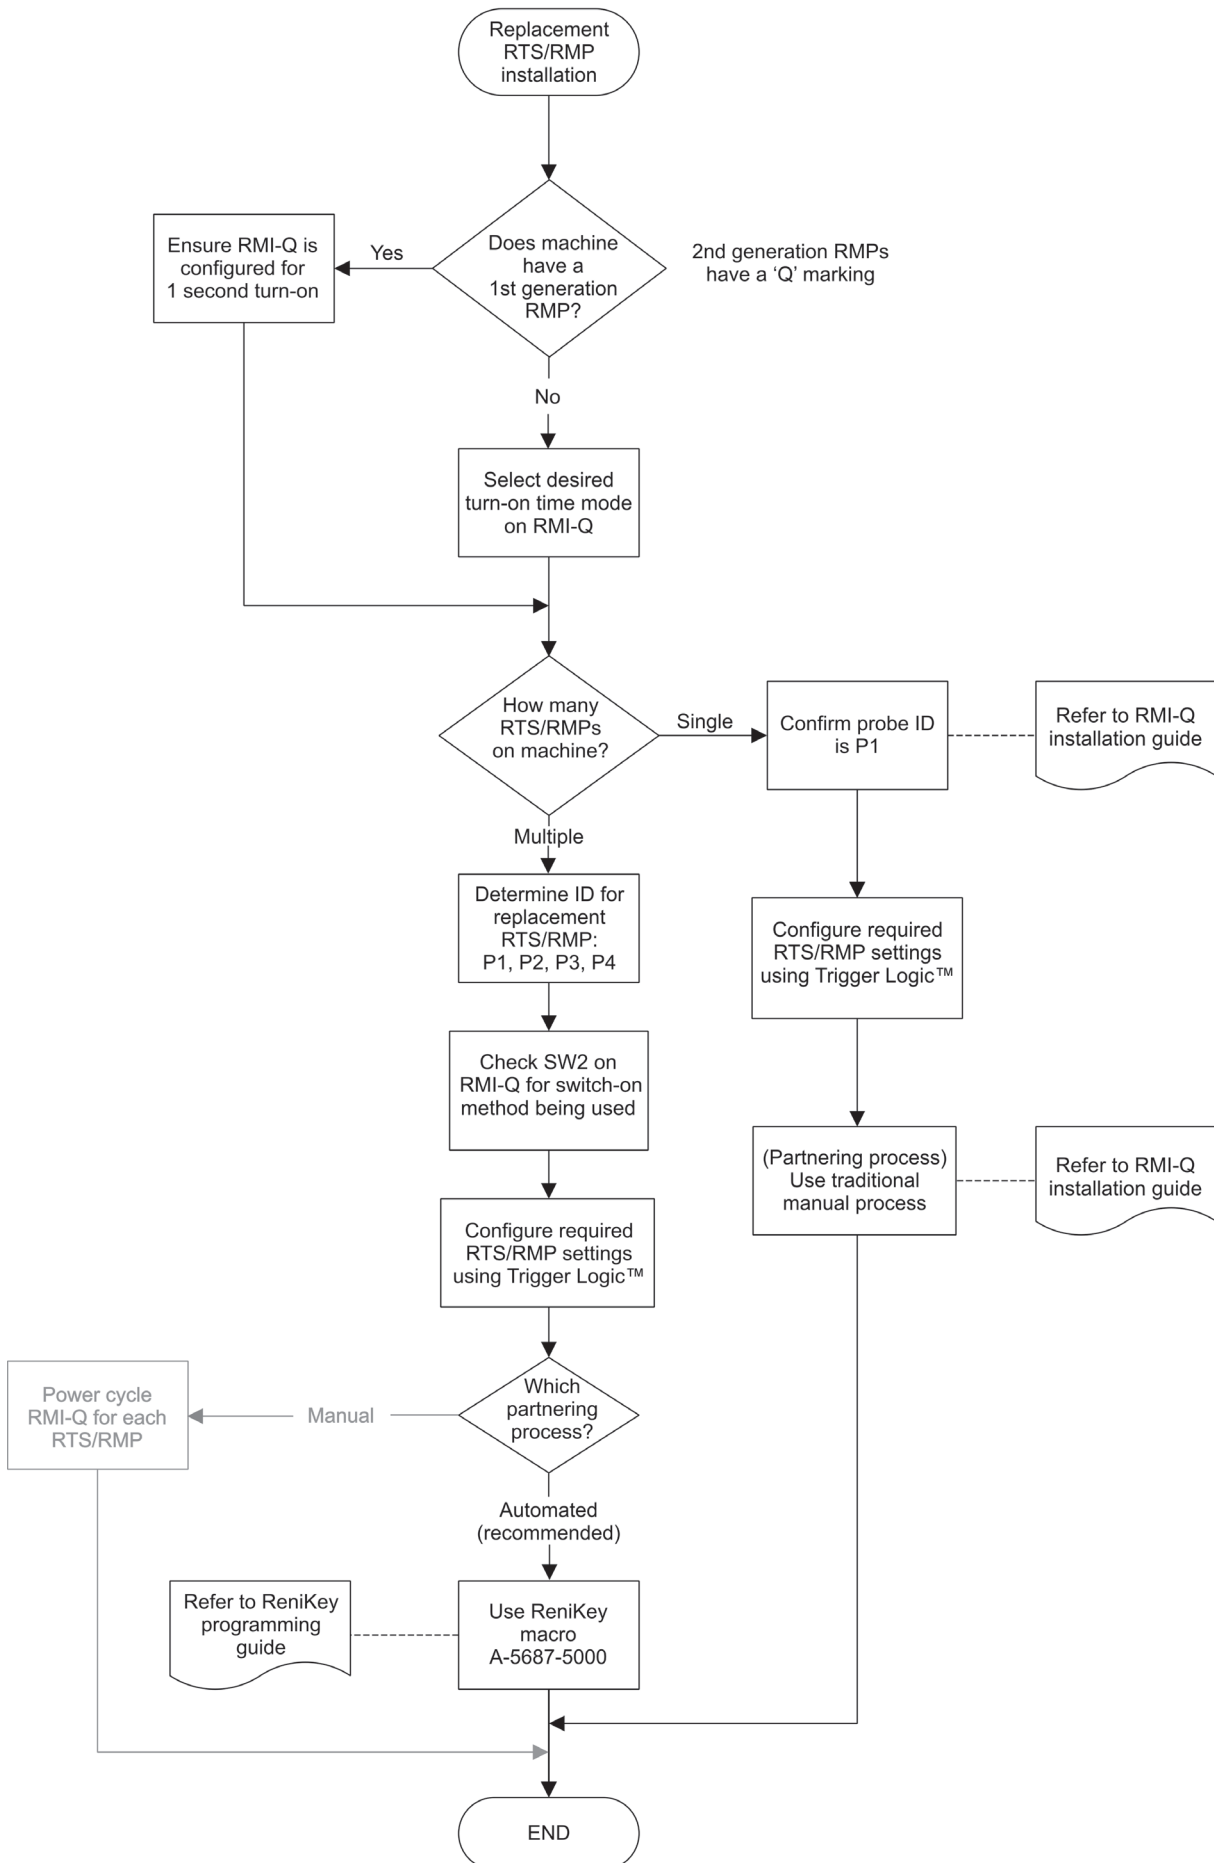 Replacement
RTS/RMP
installation
Does machine
have a
1st generation
RMP?
2nd generation RMPs
have a ‘Q’ marking
Yes
Ensure RMI-Q is
configured for
1 second turn-on
No
Select desired
turn-on time mode
on RMI-Q
How many
RTS/RMPs
on machine?
Single
Confirm probe ID
is P1
Refer to RMI-Q
installation guide
Multiple
Determine ID for
replacement
RTS/RMP:
P1, P2, P3, P4
Configure required
RTS/RMP settings
using Trigger Logic™
Check SW2 on
RMI-Q for switch-on
method being used
(Partnering process)
Use traditional
manual process
Refer to RMI-Q
installation guide
Configure required
RTS/RMP settings
using Trigger Logic™
Which
partnering
process?
Manual
Power cycle
RMI-Q for each
RTS/RMP
Automated
(recommended)
Use ReniKey
macro
A-5687-5000
Refer to ReniKey
programming
guide
END